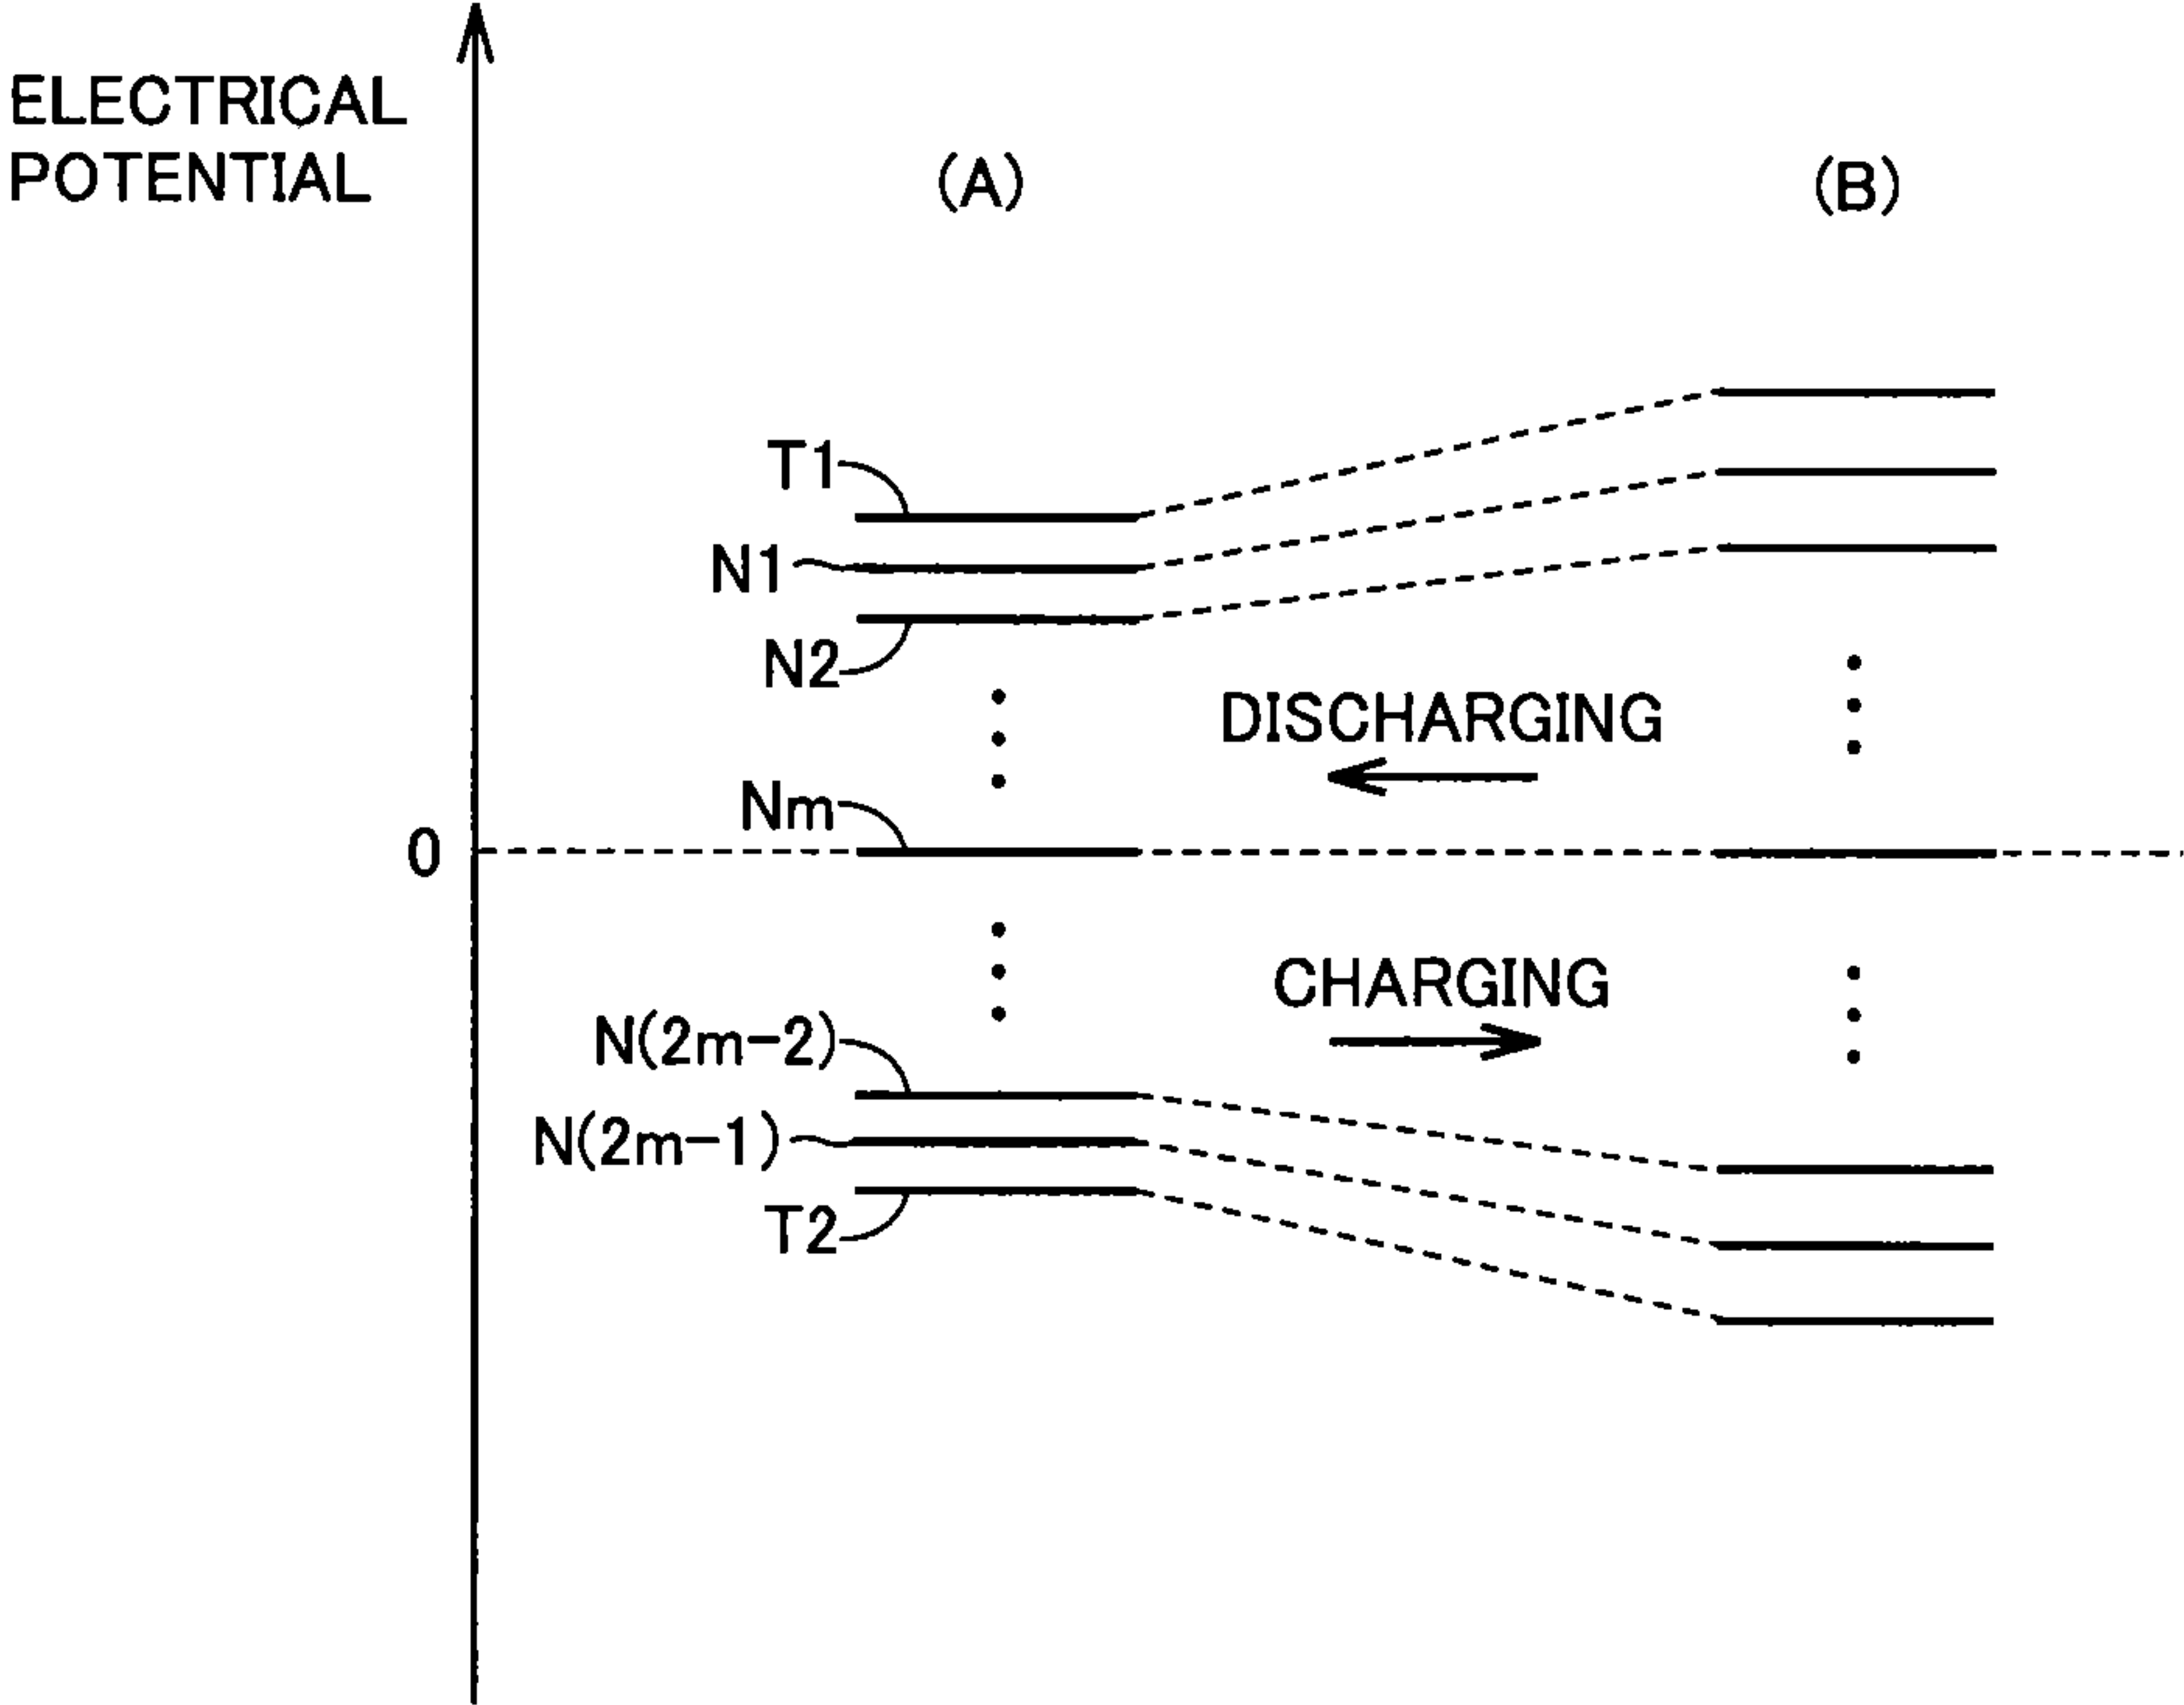 ELECTRICAL
POTENTIAL
(A)
(B)
T1
N1
N2
DISCHARGING
Nm
0
CHARGING
N(2m-2)
N(2m-1)
T2